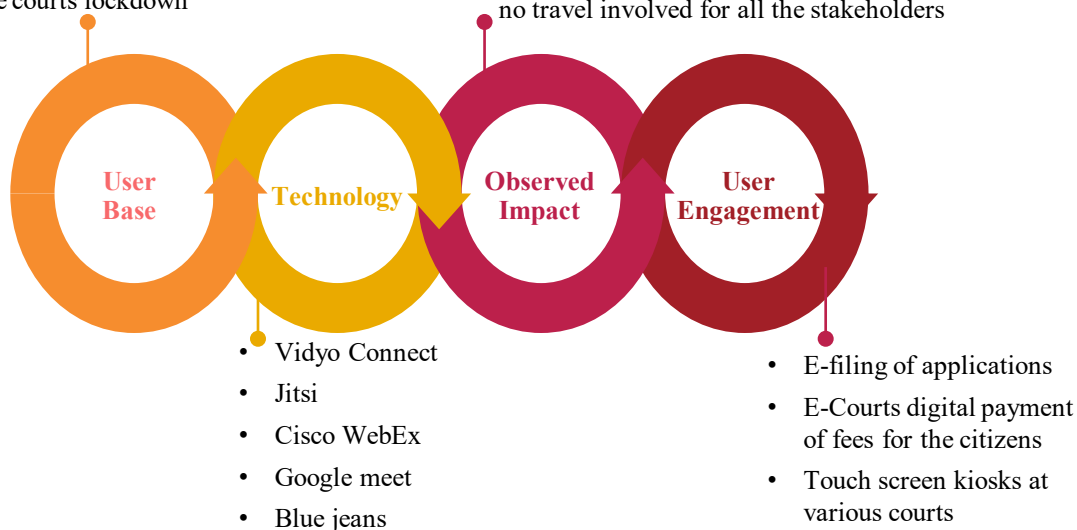 courts lockdown
no travel involved for all the stakeholders
User
Base
Technology
Observed
Impact
User
Engagement
• Vidyo Connect
• Jitsi
• Cisco WebEx
• Google meet
• Blue jeans
• E-filing of applications
• E-Courts digital payment
of fees for the citizens
• Touch screen kiosks at
various courts